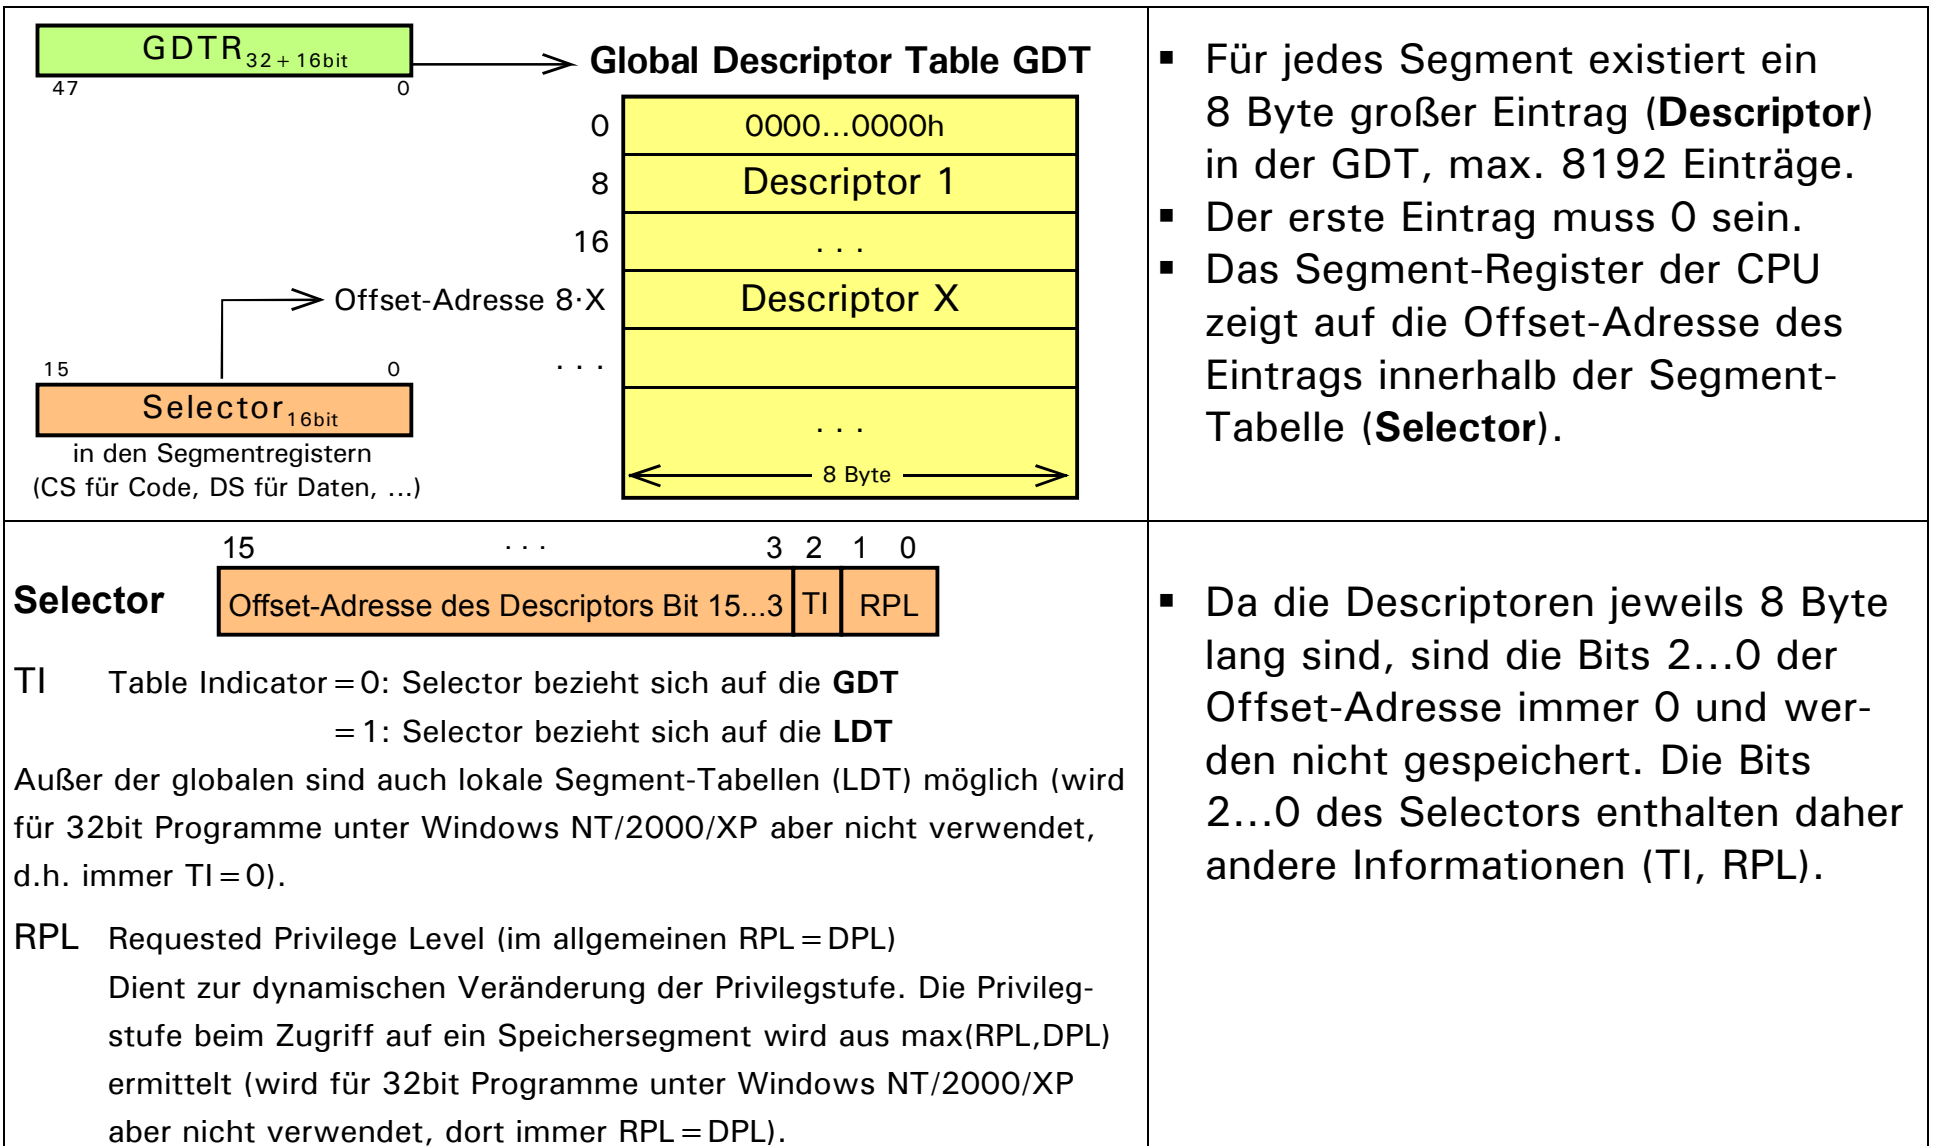 GDTR32+16bit
47 0
Global Descriptor Table GDT
0 0000...0000h
8 Descriptor 1
16 . . .
Offset-Adresse 8·X Descriptor X
. . .
15 0
Selector16bit
. . .
in den Segmentregistern
(CS für Code, DS für Daten, ...)
8 Byte
▪ Für jedes Segment existiert ein
8 Byte großer Eintrag (Descriptor)
in der GDT, max. 8192 Einträge.
▪ Der erste Eintrag muss 0 sein.
▪ Das Segment-Register der CPU
zeigt auf die Offset-Adresse des
Eintrags innerhalb der Segment-
Tabelle (Selector).
15 . . . 3 2 1 0
Selector Offset-Adresse des Descriptors Bit 15...3 TI RPL
TI Table Indicator=0: Selector bezieht sich auf die GDT
=1: Selector bezieht sich auf die LDT
Außer der globalen sind auch lokale Segment-Tabellen (LDT) möglich (wird
für 32bit Programme unter Windows NT/2000/XP aber nicht verwendet,
d.h. immer TI=0).
RPL Requested Privilege Level (im allgemeinen RPL=DPL)
Dient zur dynamischen Veränderung der Privilegstufe. Die Privileg-
stufe beim Zugriff auf ein Speichersegment wird aus max(RPL,DPL)
ermittelt (wird für 32bit Programme unter Windows NT/2000/XP
aber nicht verwendet, dort immer RPL=DPL).
▪ Da die Descriptoren jeweils 8 Byte
lang sind, sind die Bits 2...0 der
Offset-Adresse immer 0 und wer-
den nicht gespeichert. Die Bits
2...0 des Selectors enthalten daher
andere Informationen (TI, RPL).